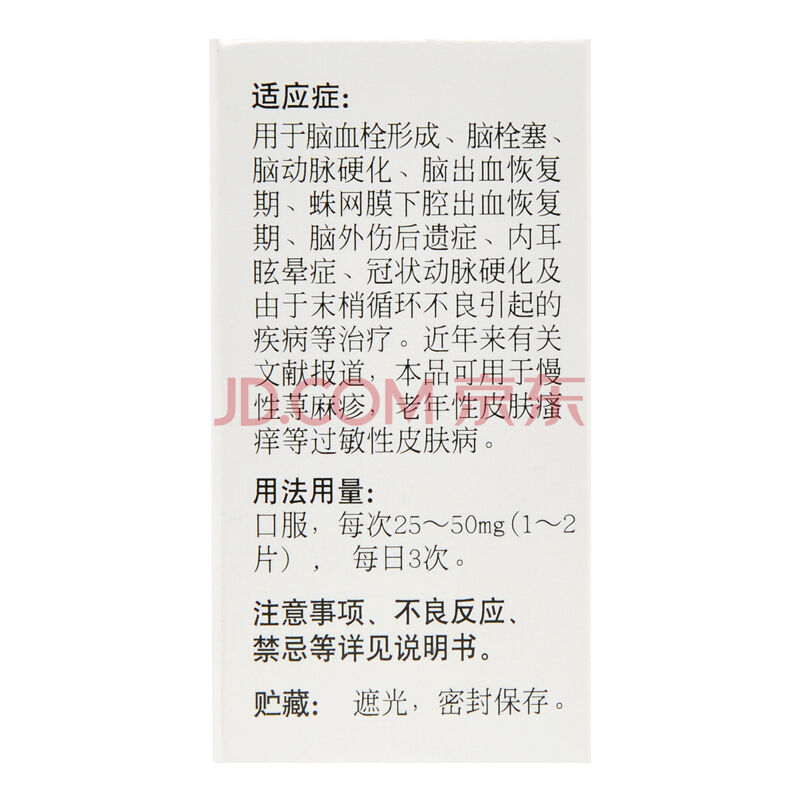 适应症:
用于脑血栓形成、脑栓塞、
脑动脉硬化、脑出血恢复
期、蛛网膜下腔出血恢复
期、脑外伤后遗症、内耳
眩晕症、冠状动脉硬化及
由于末梢循环不良引起的
疾病等治疗。近年来有关
文献报道，本品可用于慢
性荨麻疹，老年性皮肤瘙
痒等过敏性皮肤病。
JD.COM 京东
用法用量:
口服，每次25～50mg(1～2
片)， 每日3次。
注意事项、不良反应、
禁忌等详见说明书。
贮藏: 遮光，密封保存。